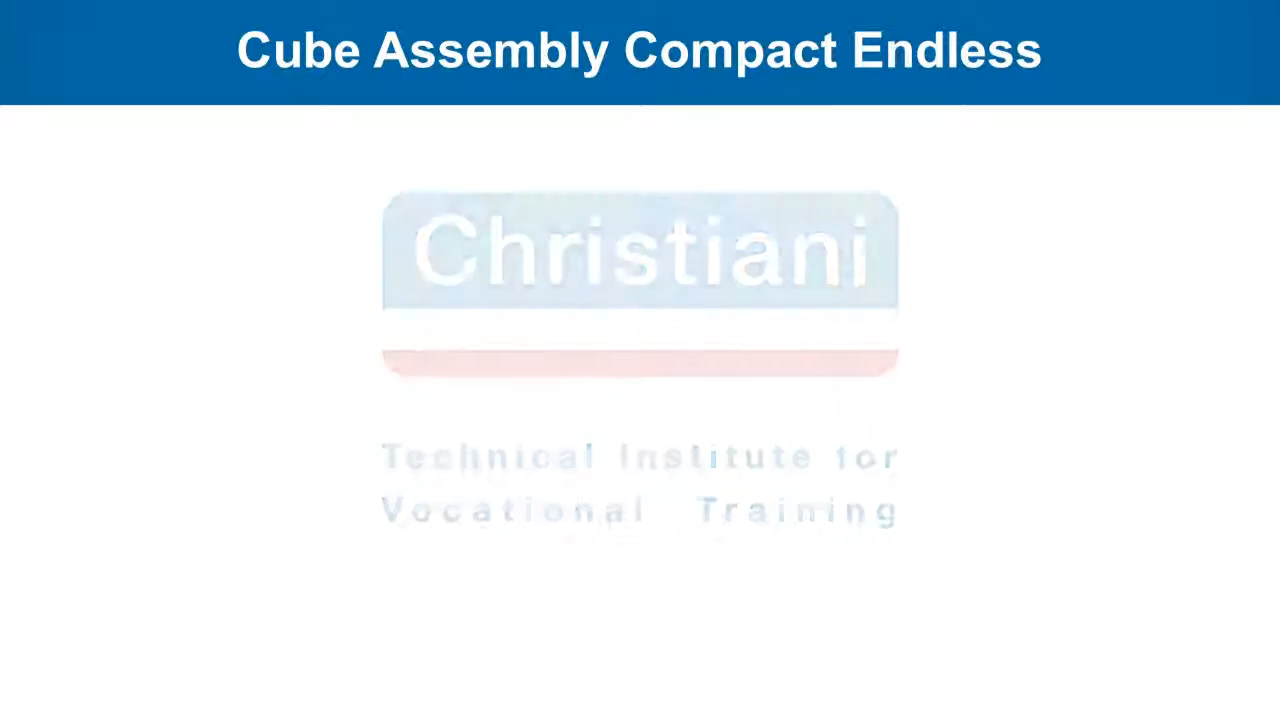 Cube Assembly Compact Endless
Christiani
Technical Institute for
Vocational Training